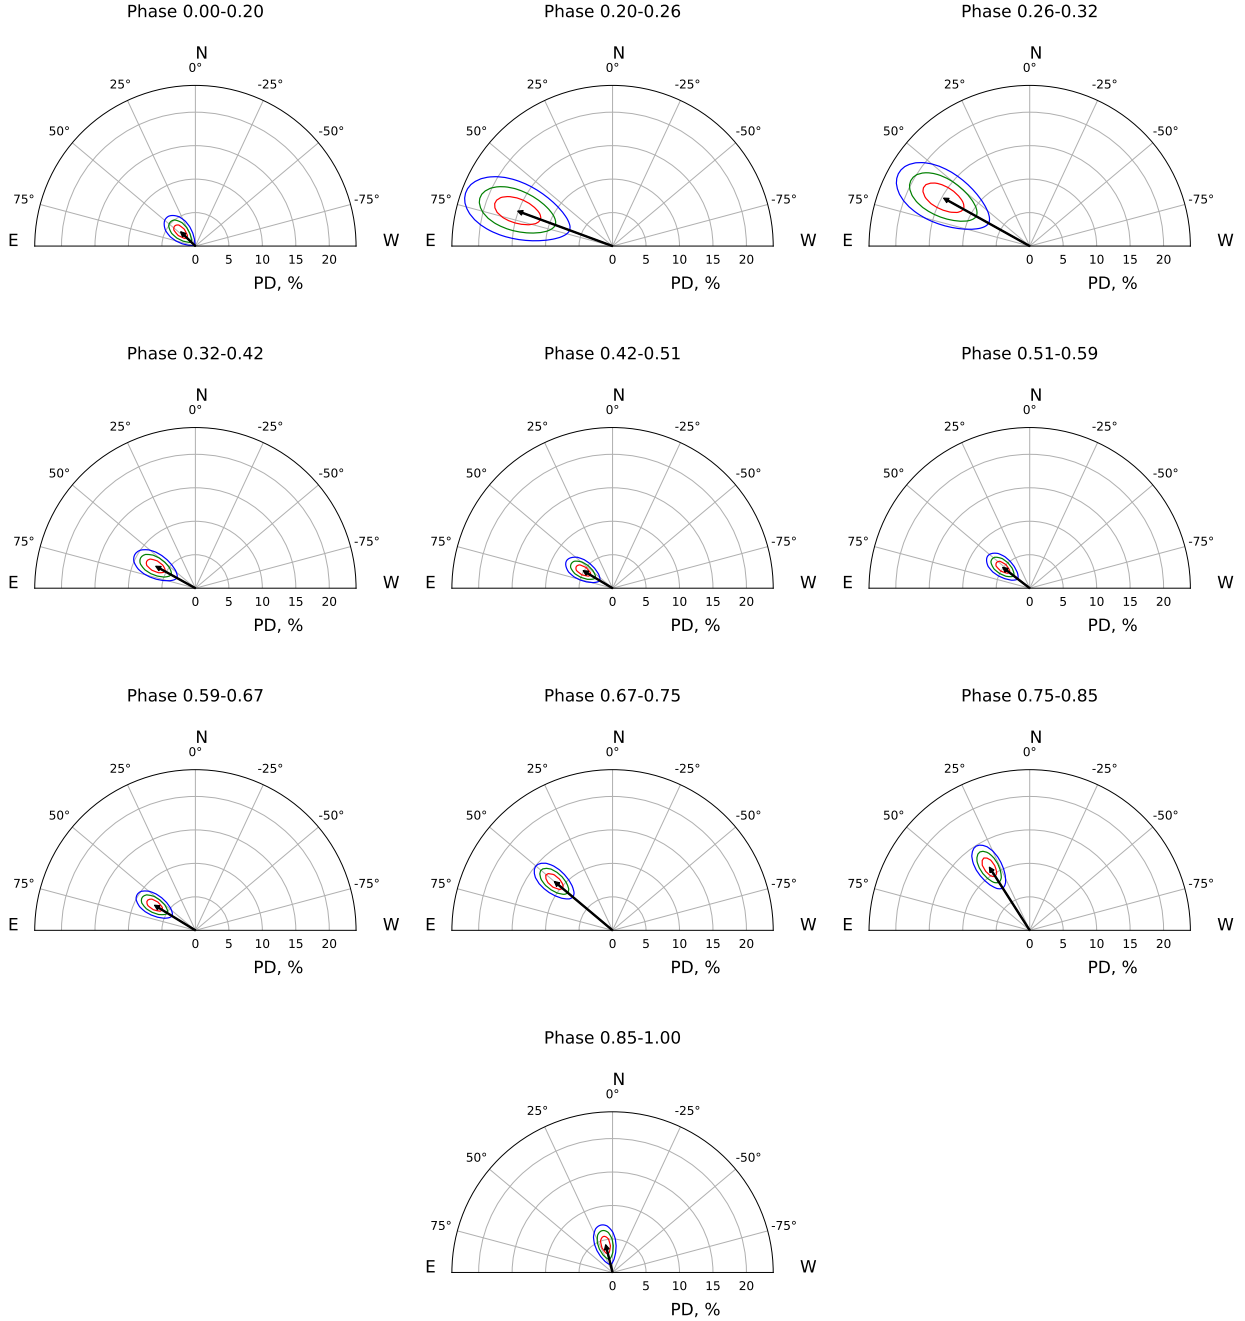 Phase 0.00-0.20
N
0°
25° -25°
50° -50°
75° -75°
E W
0 5 10 15 20
PD, %
Phase 0.20-0.26
N
0°
25° -25°
50° -50°
75° -75°
E W
0 5 10 15 20
PD, %
Phase 0.26-0.32
N
0°
25° -25°
50° -50°
75° -75°
E W
0 5 10 15 20
PD, %
Phase 0.32-0.42
N
0°
25° -25°
50° -50°
75° -75°
E W
0 5 10 15 20
PD, %
Phase 0.42-0.51
N
0°
25° -25°
50° -50°
75° -75°
E W
0 5 10 15 20
PD, %
Phase 0.51-0.59
N
0°
25° -25°
50° -50°
75° -75°
E W
0 5 10 15 20
PD, %
Phase 0.59-0.67
N
0°
25° -25°
50° -50°
75° -75°
E W
0 5 10 15 20
PD, %
Phase 0.67-0.75
N
0°
25° -25°
50° -50°
75° -75°
E W
0 5 10 15 20
PD, %
Phase 0.75-0.85
N
0°
25° -25°
50° -50°
75° -75°
E W
0 5 10 15 20
PD, %
Phase 0.85-1.00
N
0°
25° -25°
50° -50°
75° -75°
E W
0 5 10 15 20
PD, %